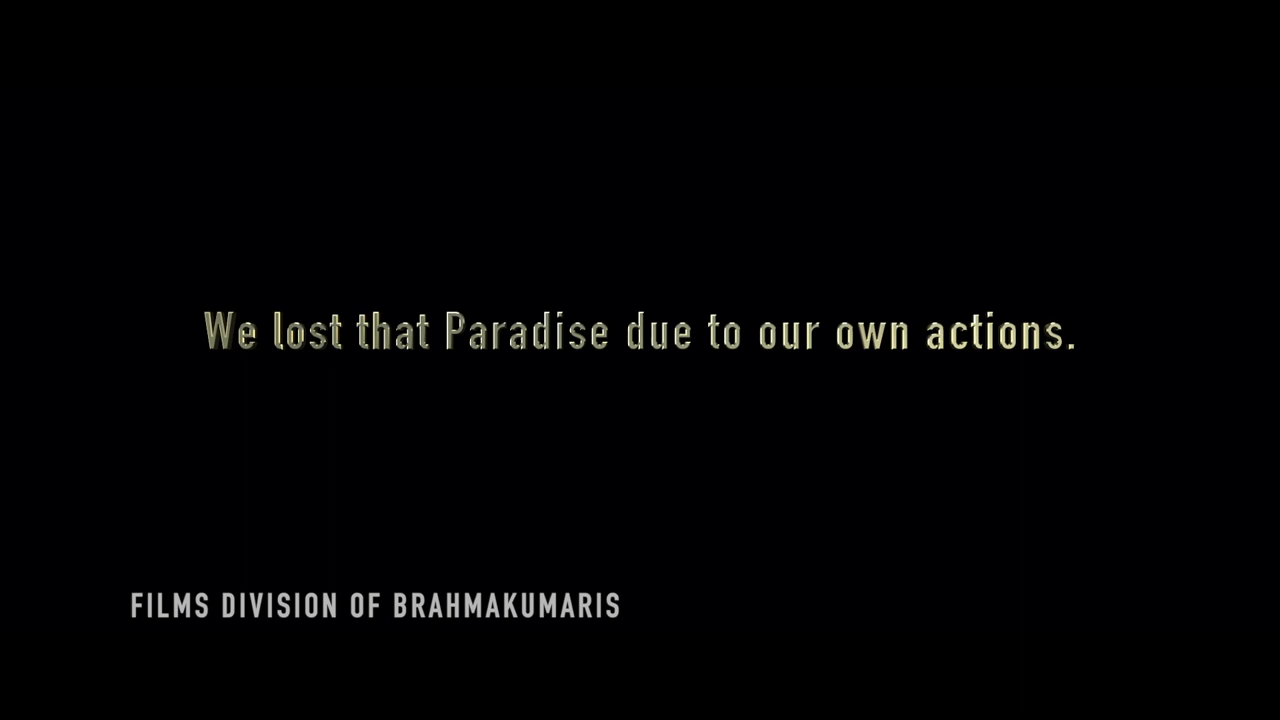 We lost that Paradise due to our own actions.
FILMS DIVISION OF BRAHMAKUMARIS